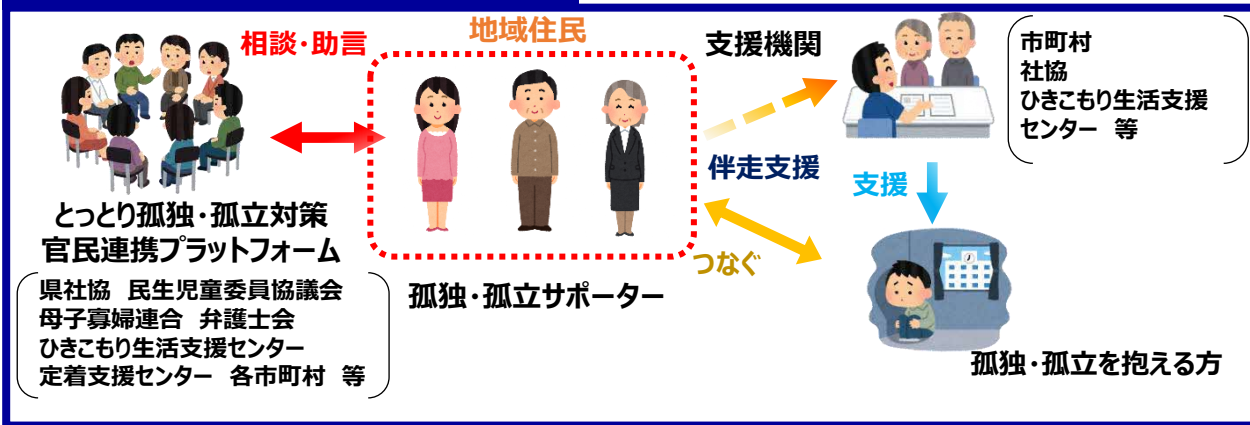 相談・助言
地域住民
支援機関
市町村
社協
ひきこもり生活支援
センター 等
伴走支援
支援
つなぐ
とっとり孤独・孤立対策
官民連携プラットフォーム
県社協 民生児童委員協議会
母子寡婦連合 弁護士会
ひきこもり生活支援センター
定着支援センター 各市町村 等
孤独・孤立サポーター
孤独・孤立を抱える方